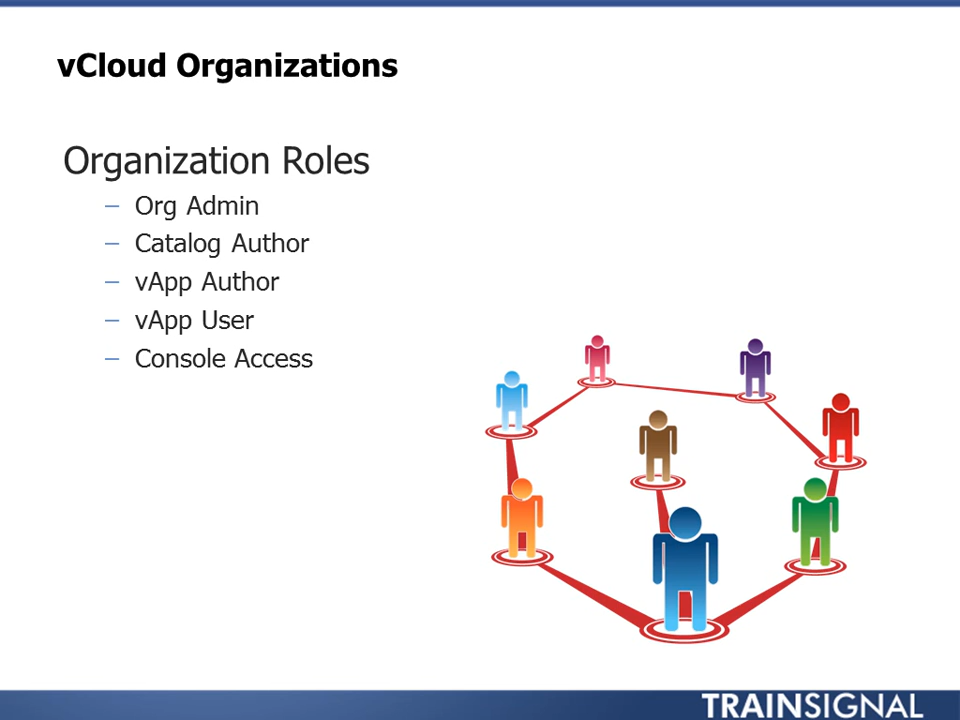 vCloud Organizations
Organization Roles
– Org Admin
– Catalog Author
– vApp Author
– vApp User
– Console Access
TRAINSIGNAL